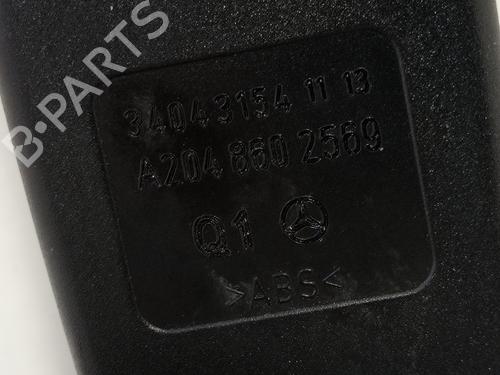 B-PARTS
34043154 11 13
A204 860 2569
Q1
>ABS<